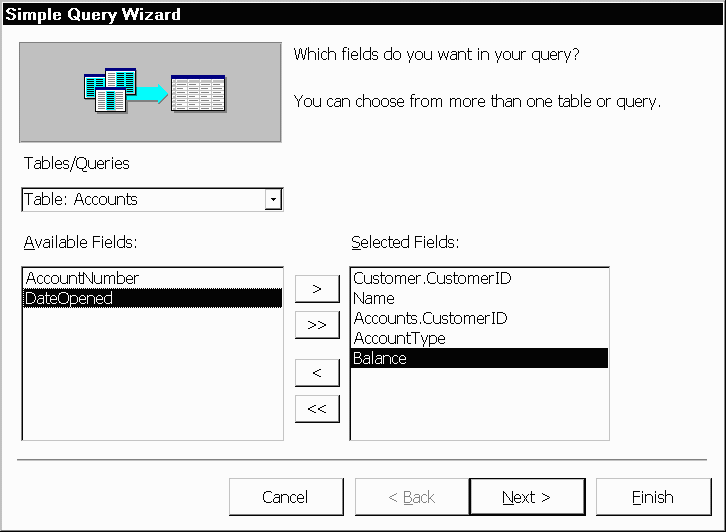 Simple Query Wizard
Which fields do you want in your query?
You can choose from more than one table or query.
Tables/Queries
Table: Accounts
Available Fields:
Selected Fields:
AccountNumber
DateOpened
>
>>
<
<<
Customer.CustomerID
Name
Accounts.CustomerID
AccountType
Balance
Cancel
< Back
Next >
Finish